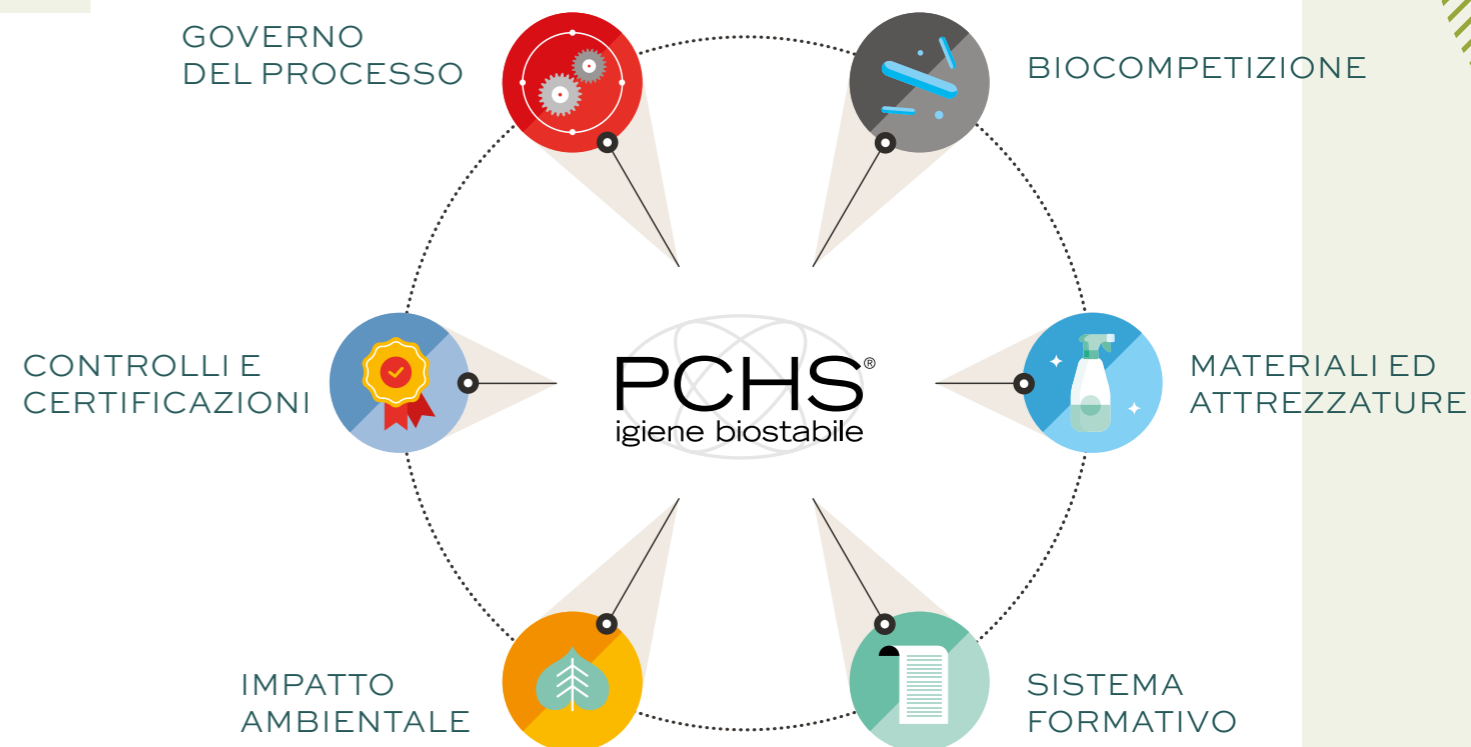 GOVERNO
DEL PROCESSO
BIOCOMPETIZIONE
CONTROLLI E
CERTIFICAZIONI
PCHS®
igiene biostabile
MATERIALI ED
ATTREZZATURE
IMPATTO
AMBIENTALE
SISTEMA
FORMATIVO